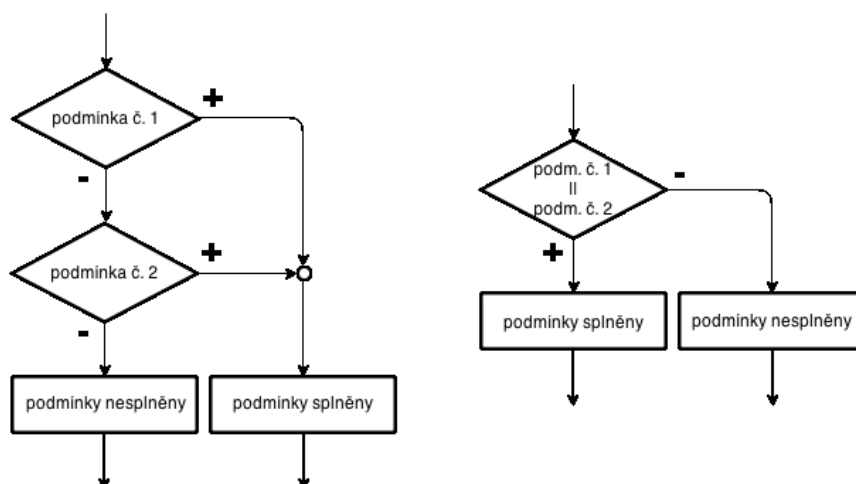 +
podmínka č. 1
-
+
podmínka č. 2
-
podmínky nesplněny
podmínky splněny
podm. č. 1
||
podm. č. 2
-
+
podmínky splněny
podmínky nesplněny